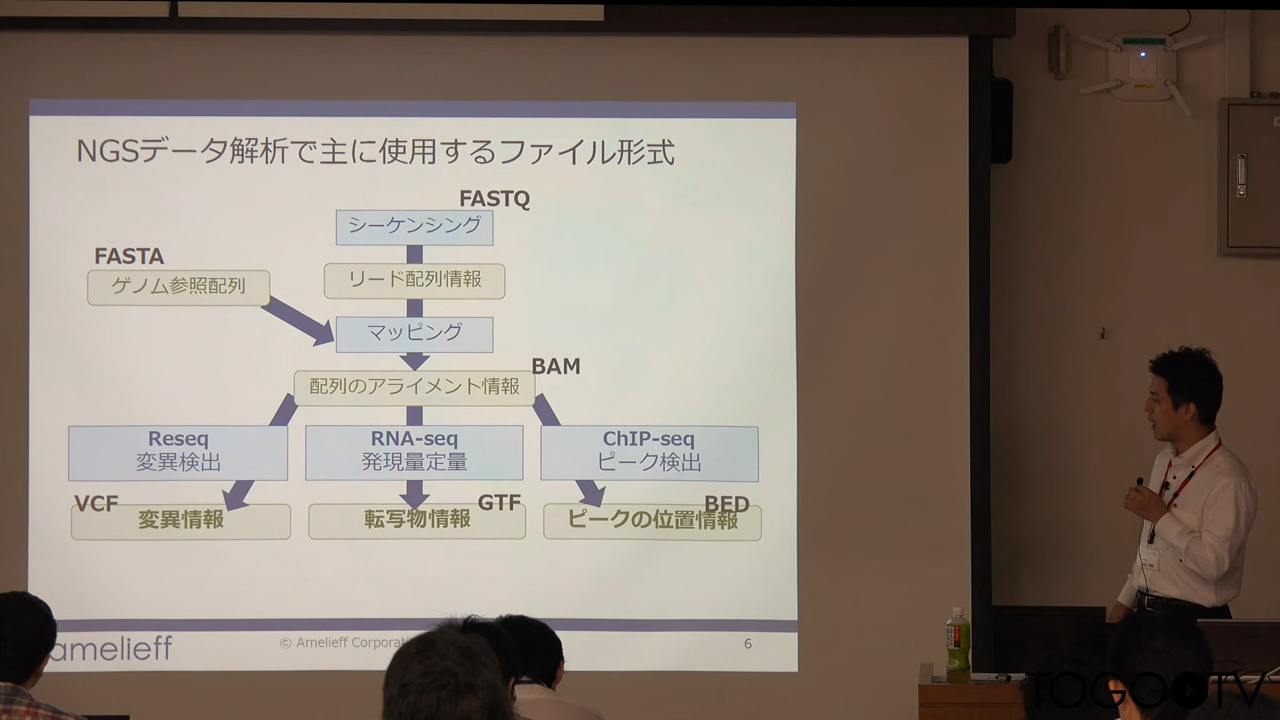 NGSデータ解析で主に使用するファイル形式
FASTQ
シーケンシング
FASTA
ゲノム参照配列
リード配列情報
マッピング
BAM
配列のアライメント情報
Reseq
変異検出
RNA-seq
発現量定量
ChIP-seq
ピーク検出
VCF
変異情報
GTF
転写物情報
BED
ピークの位置情報
amelieff
© Amelieff
6
TOGOTV